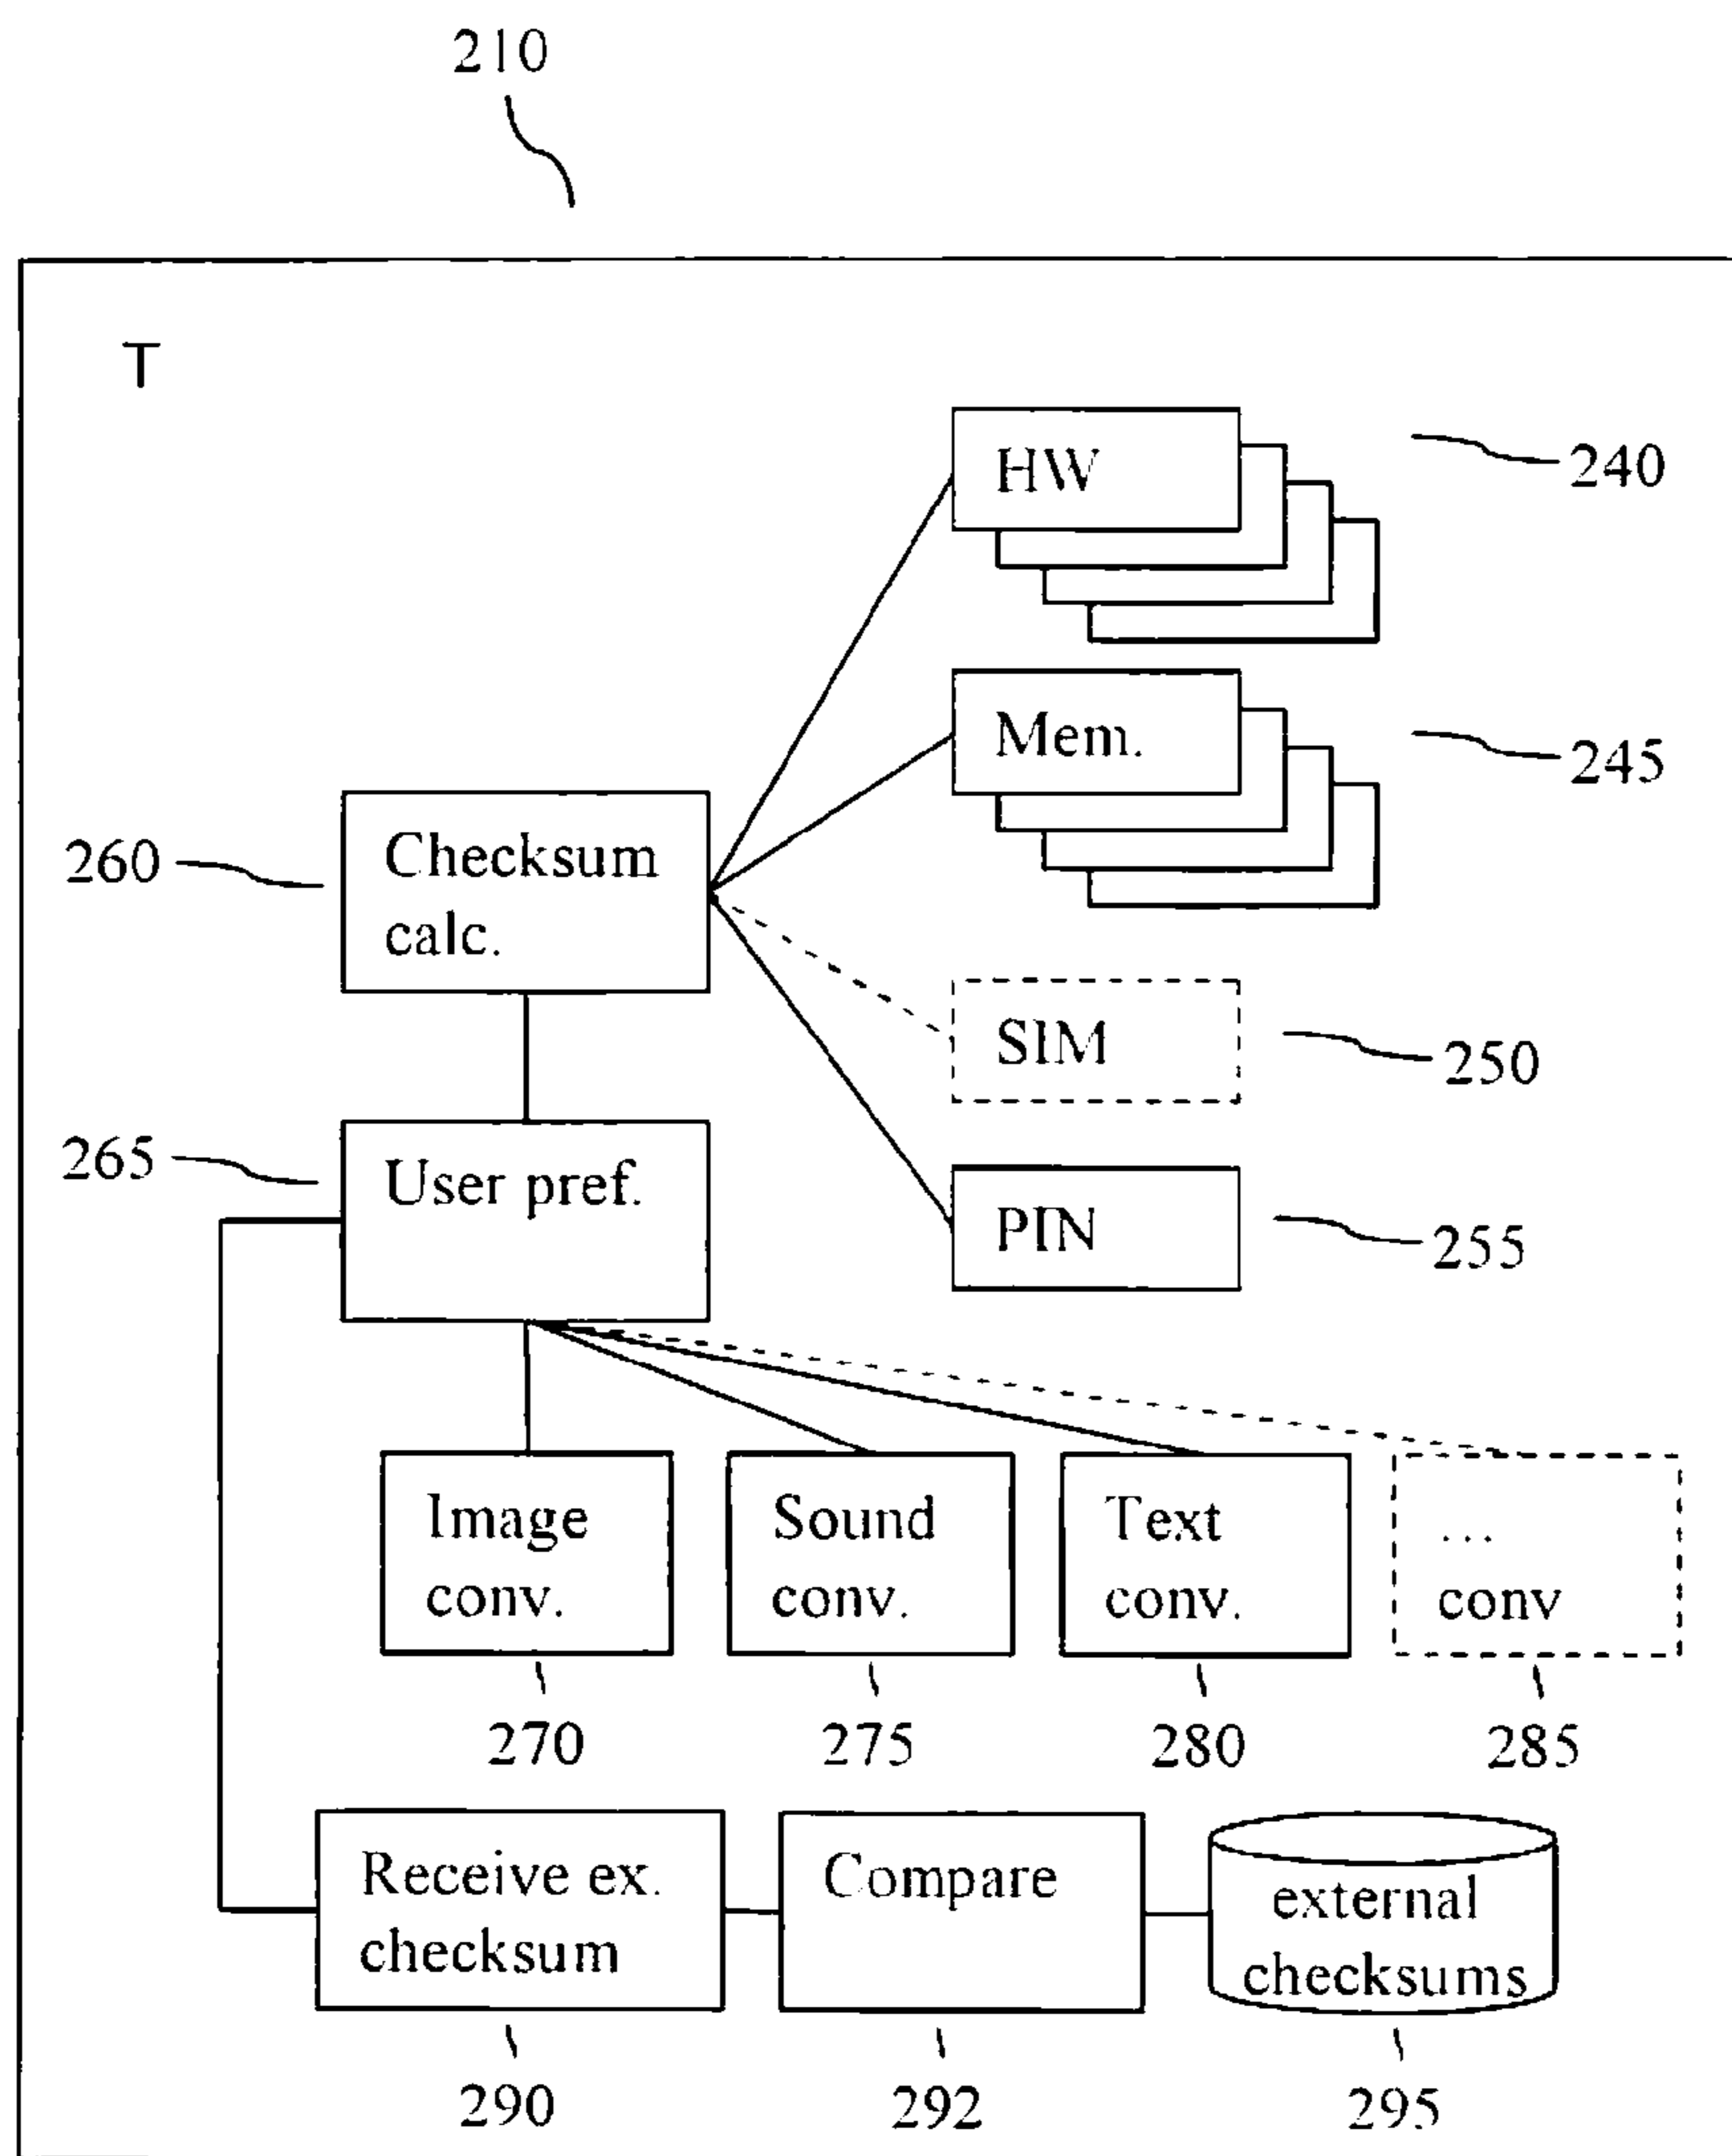 210
T
HW
240
Mem.
245
260
Checksum
calc.
SIM
250
265
User pref.
PIN
255
Image
conv.
Sound
conv.
Text
conv.
...
conv
270
275
280
285
Receive ex.
checksum
Compare
external
checksums
290
292
295